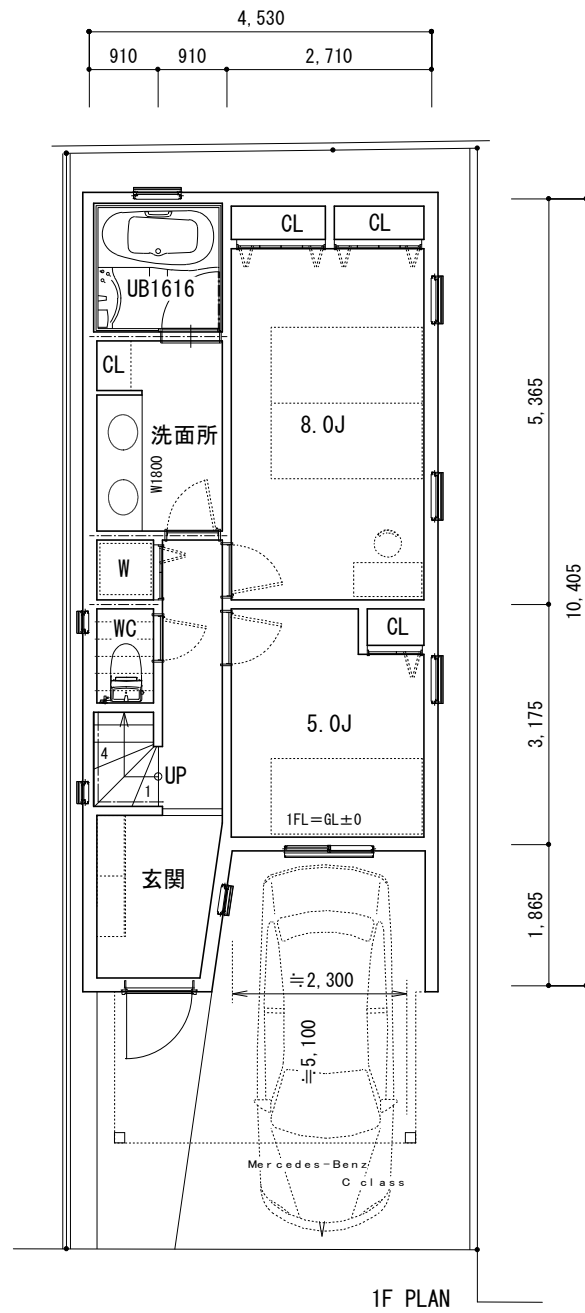 4,530
910
910
2,710
CL
CL
UB1616
CL
洗面所
W1800
8.0J
5,365
10,405
W
WC
CL
4
1
UP
5.0J
3,175
1FL=GL±0
玄関
1,865
≒2,300
≒5,100
Mercedes-Benz
C class
1F PLAN